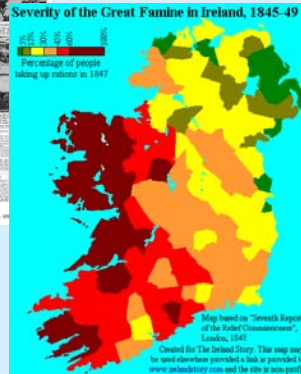 Severity of the Great Famine in Ireland, 1845-49
3% 15% 30% 40% 60% 100%
Percentage of people
taking up rations in 1847
Map based on "Seventh Report
of the Relief Commissioners",
London, 1847.
Created for The Ireland Story. This map may
be used elsewhere provided a link is provided to
www.irelandstory.com and the site is non-profit